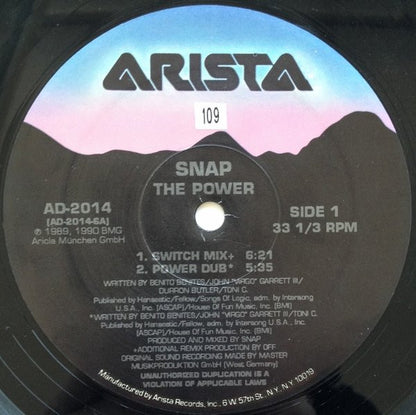 ARISTA
109
SNAP
THE POWER
AD-2014
(AD-2014-SA)
℗ 1989, 1990 BMG
Ariola München GmbH
SIDE 1
33 1/3 RPM
1. SWITCH MIX+ 6:21
2. POWER DUB* 5:35
WRITTEN BY BENITO BENITES/JOHN "VIRGO" GARRETT III/
DURRON BUTLER/TONI C.
Published by Hanseatic/Fellow/Songs Of Logic, adm. by Intersong
U.S.A., Inc. [ASCAP]/House Of Fun Music, Inc. [BMI]
*WRITTEN BY BENITO BENITES/JOHN "VIRGO" GARRETT III/TONI C.
Published by Hanseatic/Fellow, adm. by Intersong U.S.A., Inc.
[ASCAP]/House Of Fun Music, Inc. [BMI]
PRODUCED AND MIXED BY SNAP
+ADDITIONAL REMIX PRODUCTION BY OFF
ORIGINAL SOUND RECORDING MADE BY MASTER
MUSIKPRODUKTION GmbH (West Germany)
UNAUTHORIZED DUPLICATION IS A
VIOLATION OF APPLICABLE LAWS
Manufactured by Arista Records, Inc., 6 W 57th St., N.Y., N.Y. 10019